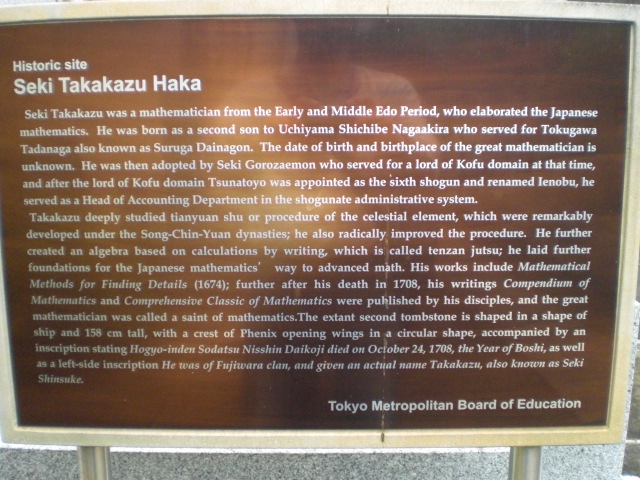 Historic site
Seki Takakazu Haka
Seki Takakazu was a mathematician from the Early and Middle Edo Period, who elaborated the Japanese
mathematics. He was born as a second son to Uchiyama Shichibe Nagaakira who served for Tokugawa
Tadanaga also known as Suruga Dainagon. The date of birth and birthplace of the great mathematician is
unknown. He was then adopted by Seki Gorozaemon who served for a lord of Kofu domain at that time,
and after the lord of Kofu domain Tsunatoyo was appointed as the sixth shogun and renamed Ienobu, he
served as a Head of Accounting Department in the shogunate administrative system.
Takakazu deeply studied tianyuan shu or procedure of the celestial element, which were remarkably
developed under the Song-Chin-Yuan dynasties; he also radically improved the procedure. He further
created an algebra based on calculations by writing, which is called tenzan jutsu; he laid further
foundations for the Japanese mathematics' way to advanced math. His works include Mathematical
Methods for Finding Details (1674); further after his death in 1708, his writings Compendium of
Mathematics and Comprehensive Classic of Mathematics were published by his disciples, and the great
mathematician was called a saint of mathematics.The extant second tombstone is shaped in a shape of
ship and 158 cm tall, with a crest of Phenix opening wings in a circular shape, accompanied by an
inscription stating Hogyo-inden Sodatsu Nisshin Daikoji died on October 24, 1708, the Year of Boshi, as well
as a left-side inscription He was of Fujiwara clan, and given an actual name Takakazu, also known as Seki
Shinsuke.
Tokyo Metropolitan Board of Education